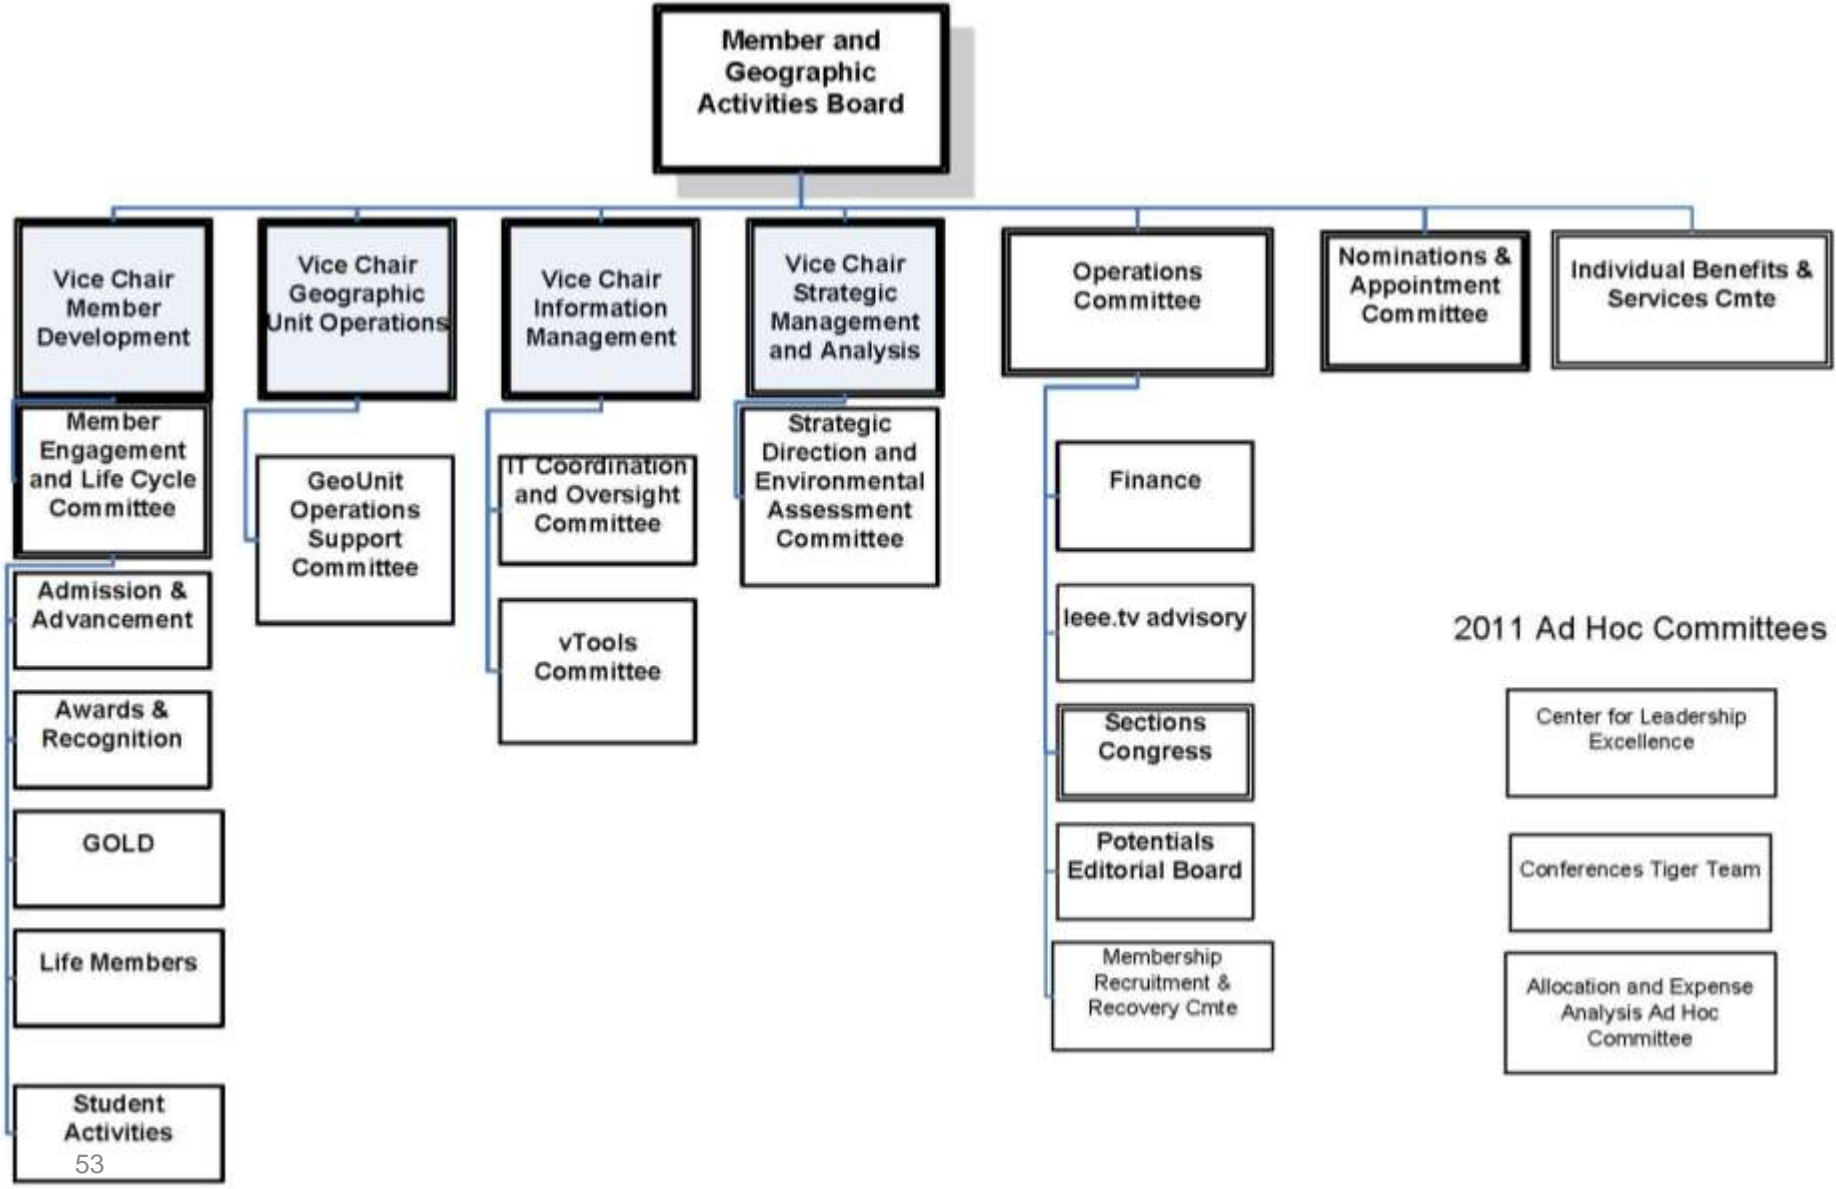 Member and
Geographic
Activities Board
Vice Chair
Member
Development
Vice Chair
Geographic
Unit Operations
Vice Chair
Information
Management
Vice Chair
Strategic
Management
and Analysis
Operations
Committee
Nominations &
Appointment
Committee
Individual Benefits &
Services Cmte
Member
Engagement
and Life Cycle
Committee
Admission &
Advancement
Awards &
Recognition
GOLD
Life Members
Student
Activities
53
GeoUnit
Operations
Support
Committee
IT Coordination
and Oversight
Committee
vTools
Committee
Strategic
Direction and
Environmental
Assessment
Committee
Finance
Ieee.tv advisory
Sections
Congress
Potentials
Editorial Board
Membership
Recruitment &
Recovery Cmte
2011 Ad Hoc Committees
Center for Leadership
Excellence
Conferences Tiger Team
Allocation and Expense
Analysis Ad Hoc
Committee